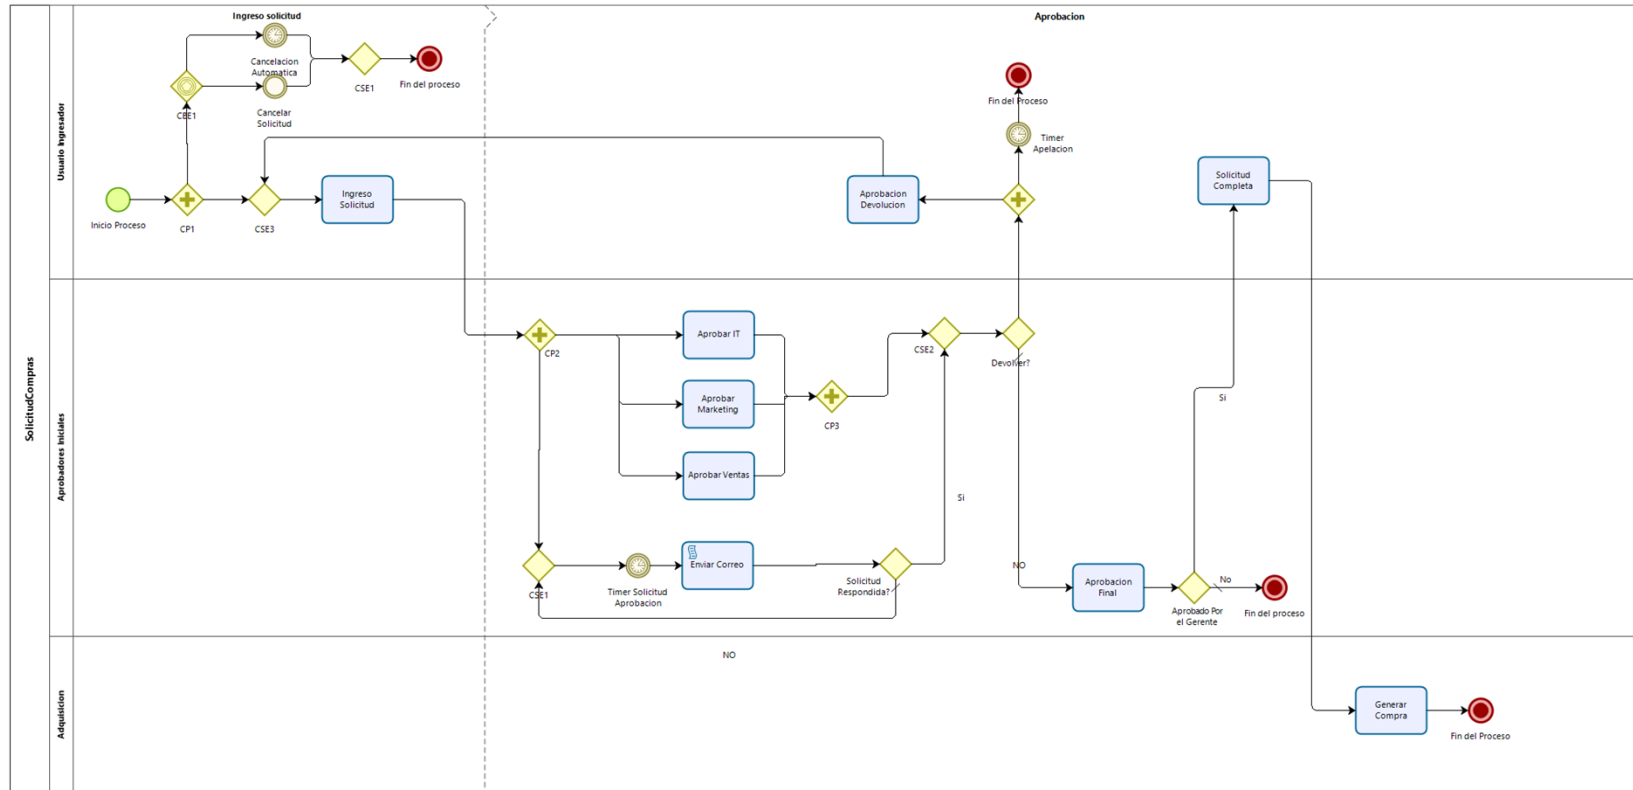 SolicitudCompras
Ingreso solicitud
Aprobacion
Usuario Ingresador
Cancelacion
Automatica
CEE1
Cancelar
Solicitud
CSE1
Fin del proceso
Inicio Proceso
CP1
CSE3
Ingreso
Solicitud
Fin del Proceso
Timer
Apelacion
Aprobacion
Devolucion
Solicitud
Completa
Aprobadores Iniciales
CP2
Aprobar IT
Aprobar
Marketing
Aprobar Ventas
CP3
CSE2
Devolver?
Si
Si
CSE1
Timer Solicitud
Aprobacion
Enviar Correo
Solicitud
Respondida?
NO
Aprobacion
Final
Aprobado Por
el Gerente
No
Fin del proceso
Adquisicion
NO
Generar
Compra
Fin del Proceso